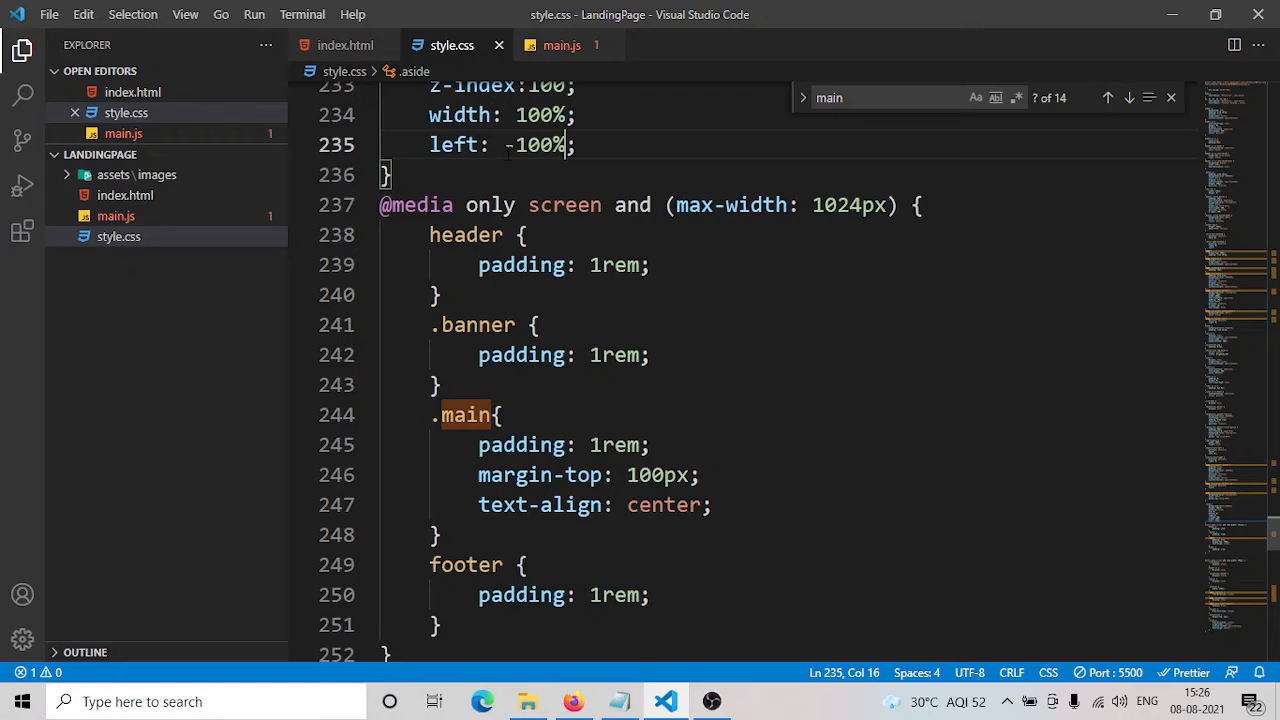 File Edit Selection View Go Run Terminal Help
style.css - LandingPage - Visual Studio Code
EXPLORER
OPEN EDITORS
index.html
style.css
main.js 1
LANDINGPAGE
assets \ images
index.html
main.js 1
style.css
OUTLINE
index.html
style.css
main.js 1
style.css > .aside
main
? of 14
233 z-index: 100;
234 width: 100%;
235 left: -100%;
236 }
237 @media only screen and (max-width: 1024px) {
238 header {
239 padding: 1rem;
240 }
241 .banner {
242 padding: 1rem;
243 }
244 .main{
245 padding: 1rem;
246 margin-top: 100px;
247 text-align: center;
248 }
249 footer {
250 padding: 1rem;
251 }
252 }
1 0
Ln 235, Col 16 Spaces: 4 UTF-8 CRLF CSS Port : 5500 Prettier
Type here to search
30°C AQI 52
ENG
15:26
08-08-2021
22